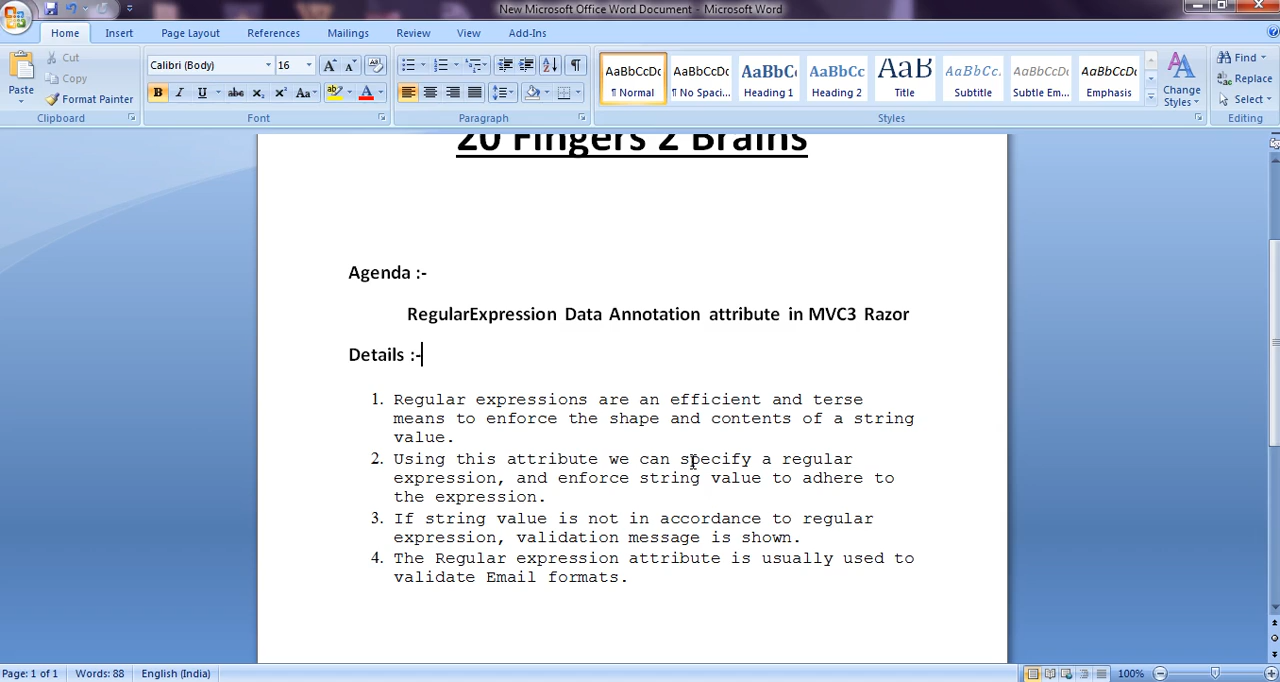 New Microsoft Office Word Document - Microsoft Word
Home Insert Page Layout References Mailings Review View Add-Ins
Paste
Cut
Copy
Format Painter
Clipboard
Calibri (Body) 16
Font
Paragraph
AaBbCcDc AaBbCcDc AaBbC AaBbCc AaB AaBbCc. AaBbCcDc AaBbCcDc
¶ Normal ¶ No Spaci... Heading 1 Heading 2 Title Subtitle Subtle Em... Emphasis
Change
Styles
Styles
Find
Replace
Select
Editing
20 Fingers 2 Brains
Agenda :-
RegularExpression Data Annotation attribute in MVC3 Razor
Details :-
1. Regular expressions are an efficient and terse
means to enforce the shape and contents of a string
value.
2. Using this attribute we can specify a regular
expression, and enforce string value to adhere to
the expression.
3. If string value is not in accordance to regular
expression, validation message is shown.
4. The Regular expression attribute is usually used to
validate Email formats.
Page: 1 of 1 Words: 88 English (India) 100%